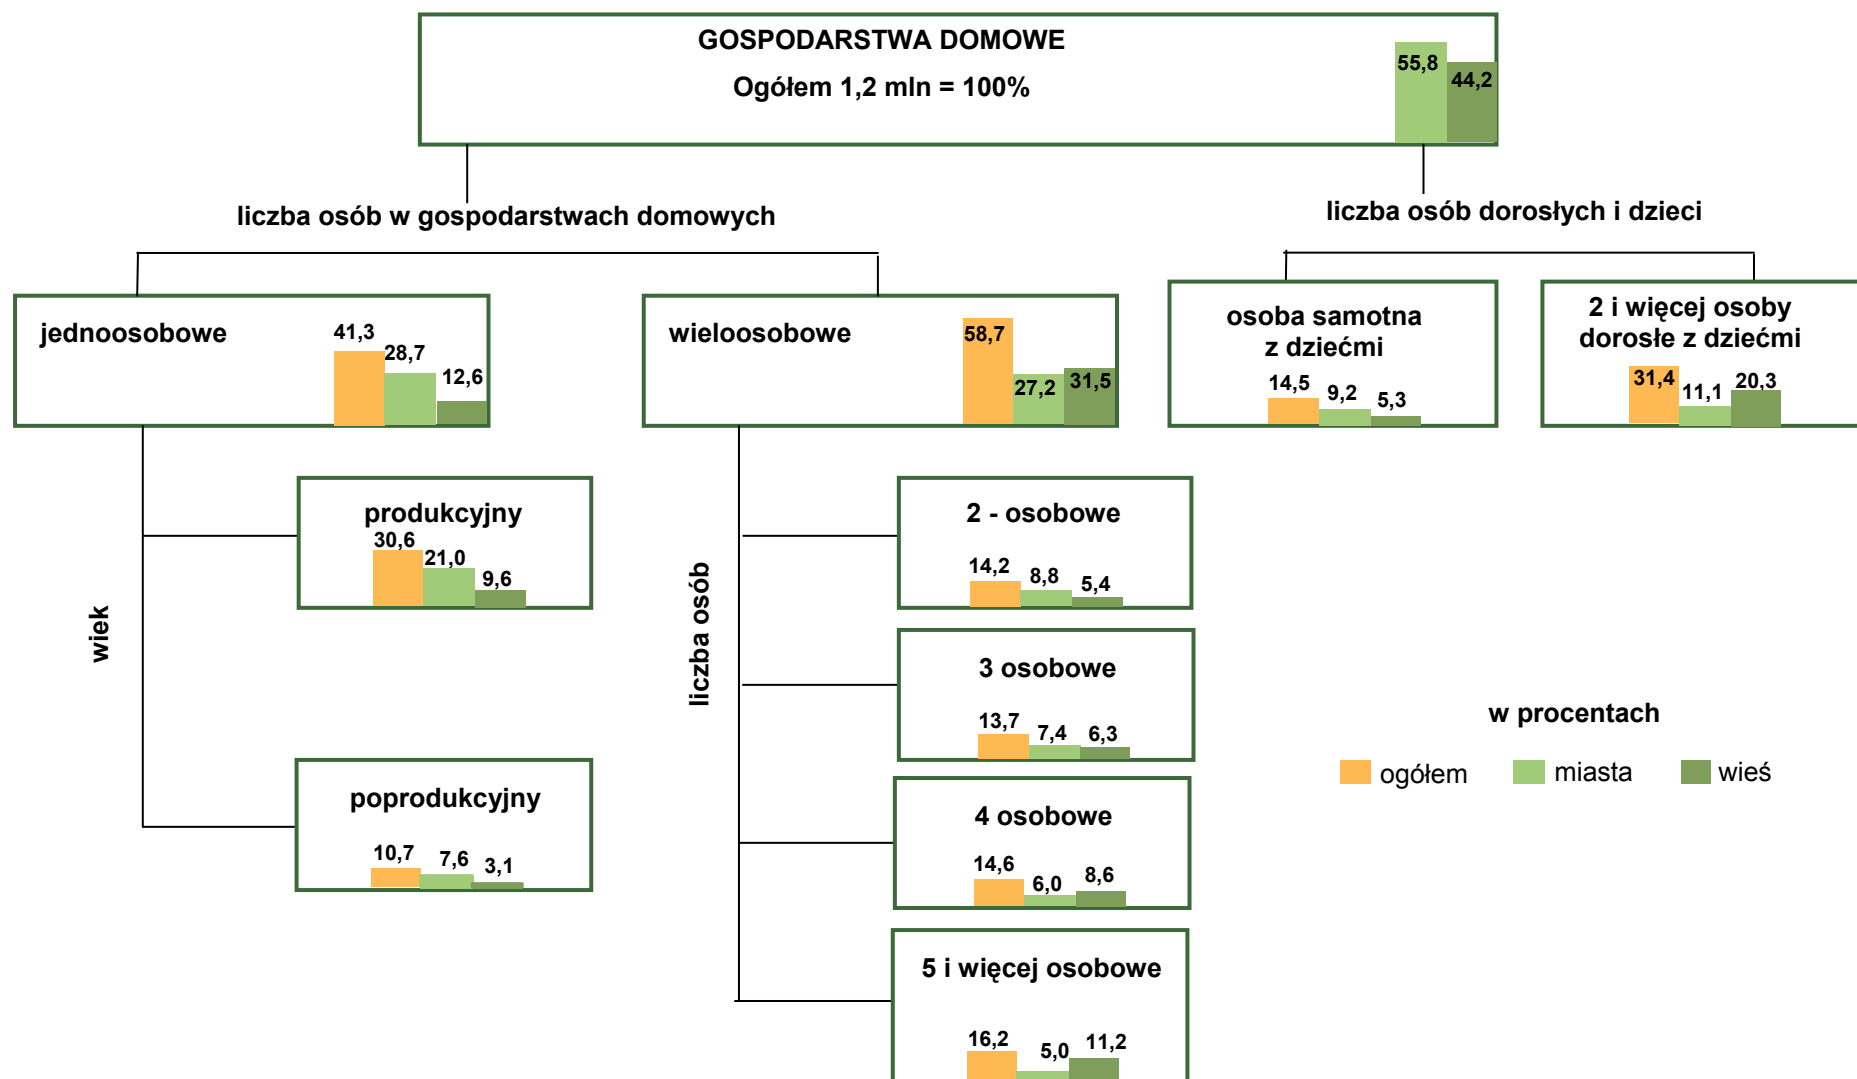 GOSPODARSTWA DOMOWE
Ogółem 1,2 mln = 100%
55,8
44,2
liczba osób w gospodarstwach domowych
liczba osób dorosłych i dzieci
jednoosobowe
41,3
28,7
12,6
wieloosobowe
58,7
27,2
31,5
osoba samotna
z dziećmi
14,5
9,2
5,3
2 i więcej osoby
dorosłe z dziećmi
31,4
11,1
20,3
wiek
produkcyjny
30,6
21,0
9,6
poprodukcyjny
10,7
7,6
3,1
liczba osób
2 - osobowe
14,2
8,8
5,4
3 osobowe
13,7
7,4
6,3
4 osobowe
14,6
6,0
8,6
5 i więcej osobowe
16,2
5,0
11,2
w procentach
ogółem
miasta
wieś